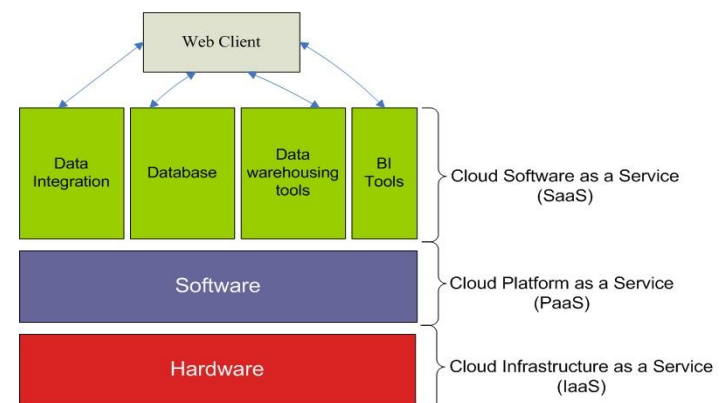 Web Client
Data
Integration
Database
Data
warehousing
tools
BI
Tools
Cloud Software as a Service
(SaaS)
Software
Cloud Platform as a Service
(PaaS)
Hardware
Cloud Infrastructure as a Service
(IaaS)